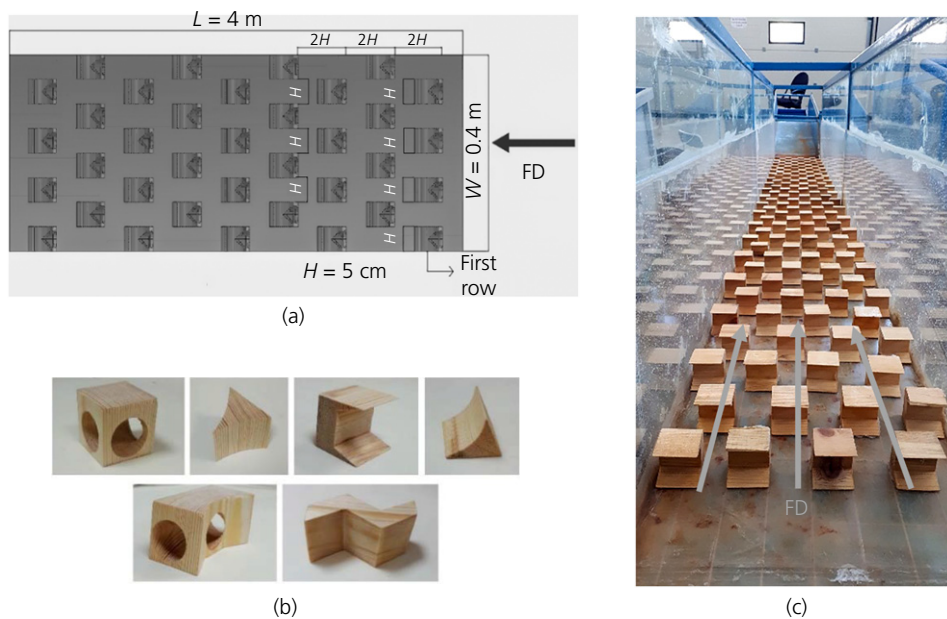 L = 4 m
2H 2H 2H
H H
H H
H H
H
W = 0.4 m
FD
H = 5 cm
First
row
(a)
(b)
FD
(c)